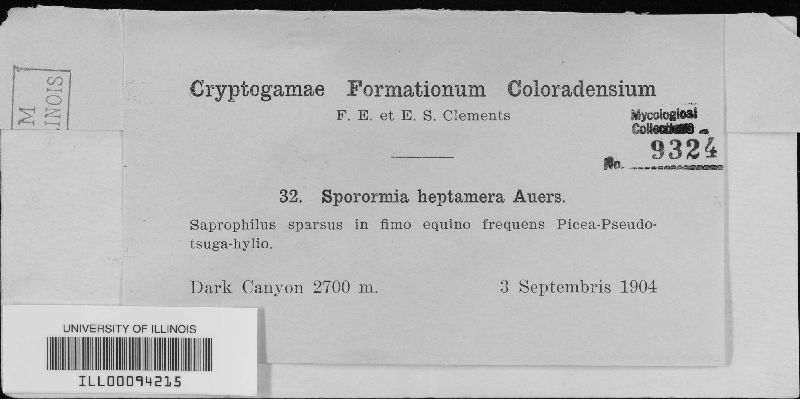 M
INOIS
Cryptogamae Formationum Coloradensium
F. E. et E. S. Clements
Mycological
Collections
No. 9324
32. Sporormia heptamera Auers.
Saprophilus sparsus in fimo equino frequens Picea-Pseudo-
tsuga-hylio.
Dark Canyon 2700 m. 3 Septembris 1904
UNIVERSITY OF ILLINOIS
ILL00094215